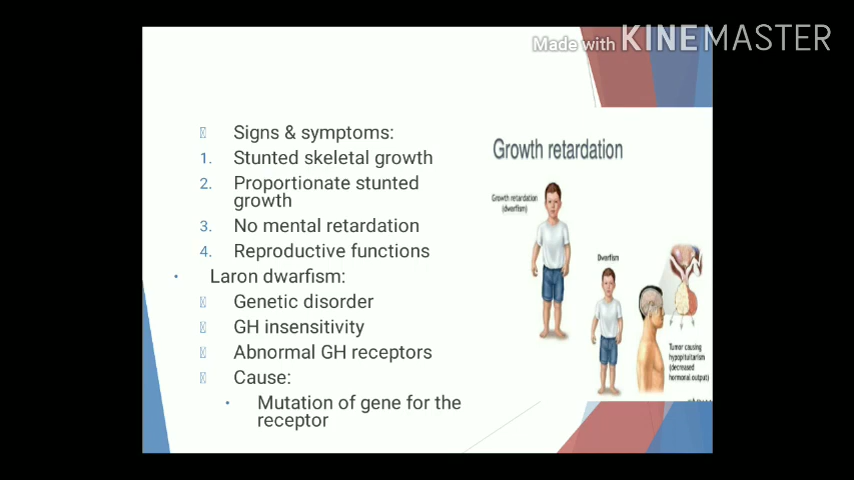 Made with KINEMASTER
Signs & symptoms:
1. Stunted skeletal growth
2. Proportionate stunted
growth
3. No mental retardation
4. Reproductive functions
• Laron dwarfism:
Genetic disorder
GH insensitivity
Abnormal GH receptors
Cause:
• Mutation of gene for the
receptor
Growth retardation
Growth retardation
(dwarfism)
Dwarfism
Tumor causing
hypopituitarism
(decreased
hormonal output)